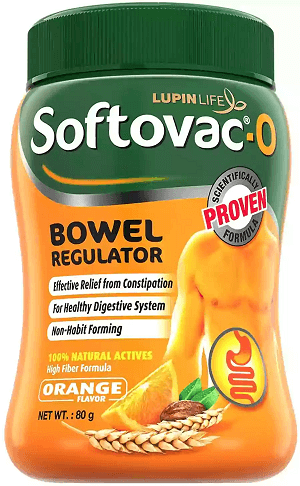 LUPIN LIFE
Softovac®-O
SCIENTIFICALLY
PROVEN
FORMULA
BOWEL
REGULATOR
Effective Relief from Constipation
For Healthy Digestive System
Non-Habit Forming
100% NATURAL ACTIVES
High Fiber Formula
ORANGE
FLAVOR
NET WT. : 80 g